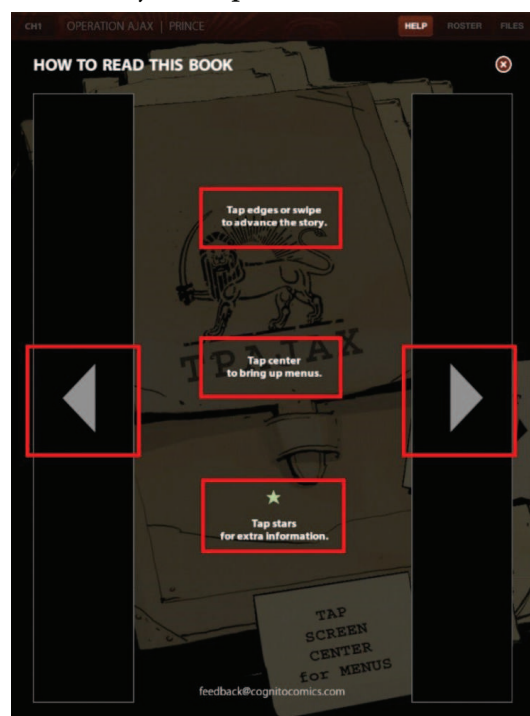 CH1 OPERATION AJAX | PRINCE HELP ROSTER FILES
HOW TO READ THIS BOOK
Tap edges or swipe
to advance the story.
TPAJAX
Tap center
to bring up menus.
Tap stars
for extra information.
TAP
SCREEN
CENTER
for MENUS
feedback@cognitocomics.com